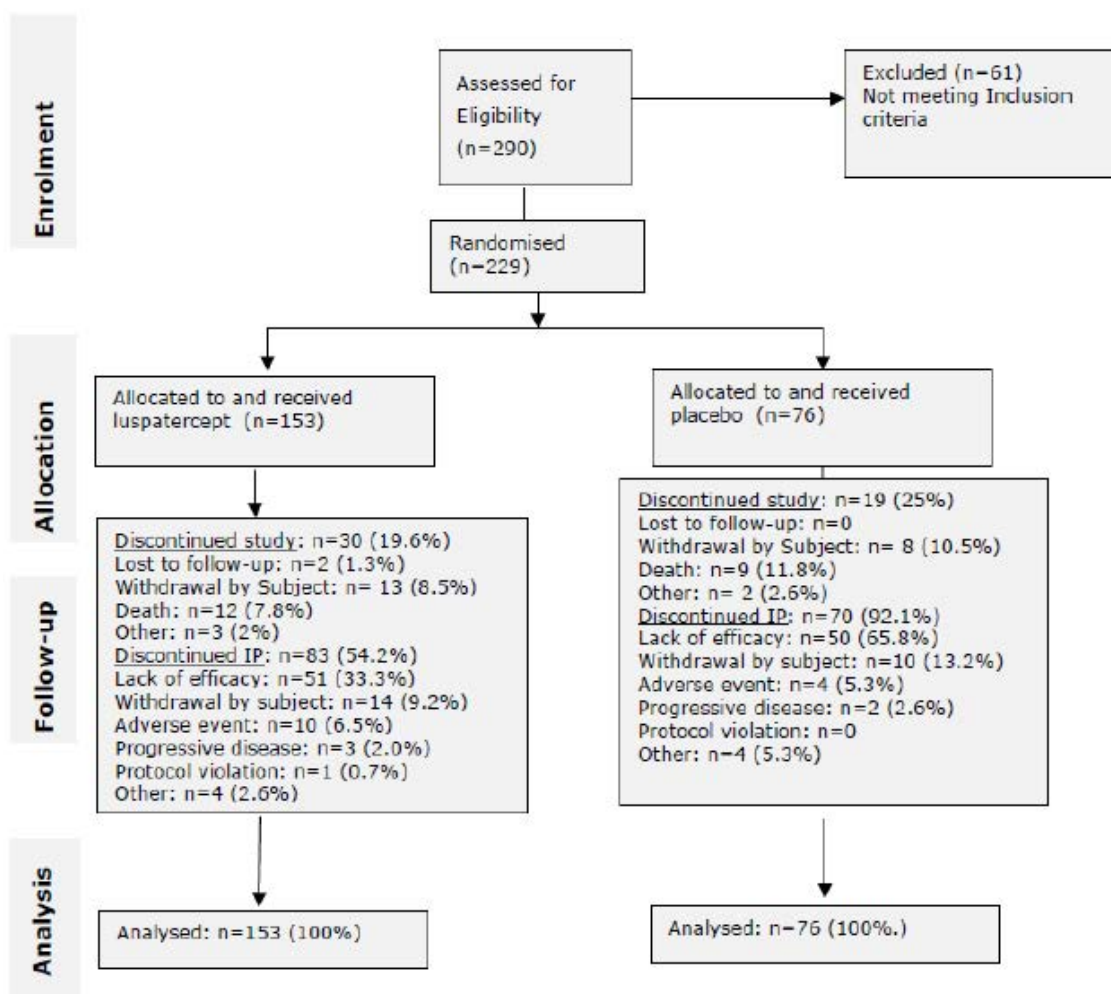 Enrolment
Assessed for
Eligibility
(n=290)
Excluded (n=61)
Not meeting Inclusion
criteria
Randomised
(n=229)
Allocation
Allocated to and received
luspatercept (n=153)
Allocated to and received
placebo (n=76)
Follow-up
Discontinued study: n=30 (19.6%)
Lost to follow-up: n=2 (1.3%)
Withdrawal by Subject: n= 13 (8.5%)
Death: n=12 (7.8%)
Other: n=3 (2%)
Discontinued IP: n=83 (54.2%)
Lack of efficacy: n=51 (33.3%)
Withdrawal by subject: n=14 (9.2%)
Adverse event: n=10 (6.5%)
Progressive disease: n=3 (2.0%)
Protocol violation: n=1 (0.7%)
Other: n=4 (2.6%)
Discontinued study: n=19 (25%)
Lost to follow-up: n=0
Withdrawal by Subject: n= 8 (10.5%)
Death: n=9 (11.8%)
Other: n= 2 (2.6%)
Discontinued IP: n=70 (92.1%)
Lack of efficacy: n=50 (65.8%)
Withdrawal by subject: n=10 (13.2%)
Adverse event: n=4 (5.3%)
Progressive disease: n=2 (2.6%)
Protocol violation: n=0
Other: n=4 (5.3%)
Analysis
Analysed: n=153 (100%)
Analysed: n=76 (100%.)